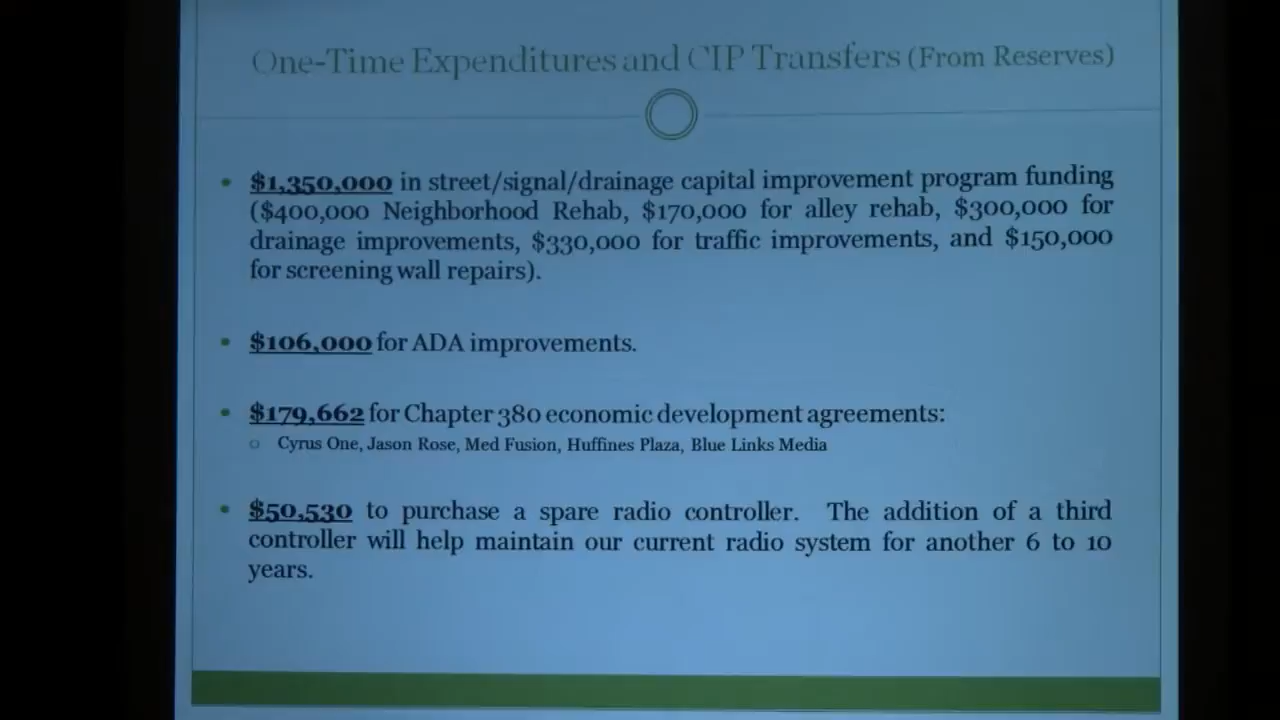 One-Time Expenditures and CIP Transfers (From Reserves)
• $1,350,000 in street/signal/drainage capital improvement program funding
($400,000 Neighborhood Rehab, $170,000 for alley rehab, $300,000 for
drainage improvements, $330,000 for traffic improvements, and $150,000
for screening wall repairs).
• $106,000 for ADA improvements.
• $179,662 for Chapter 380 economic development agreements:
○ Cyrus One, Jason Rose, Med Fusion, Huffines Plaza, Blue Links Media
• $50,530 to purchase a spare radio controller. The addition of a third
controller will help maintain our current radio system for another 6 to 10
years.